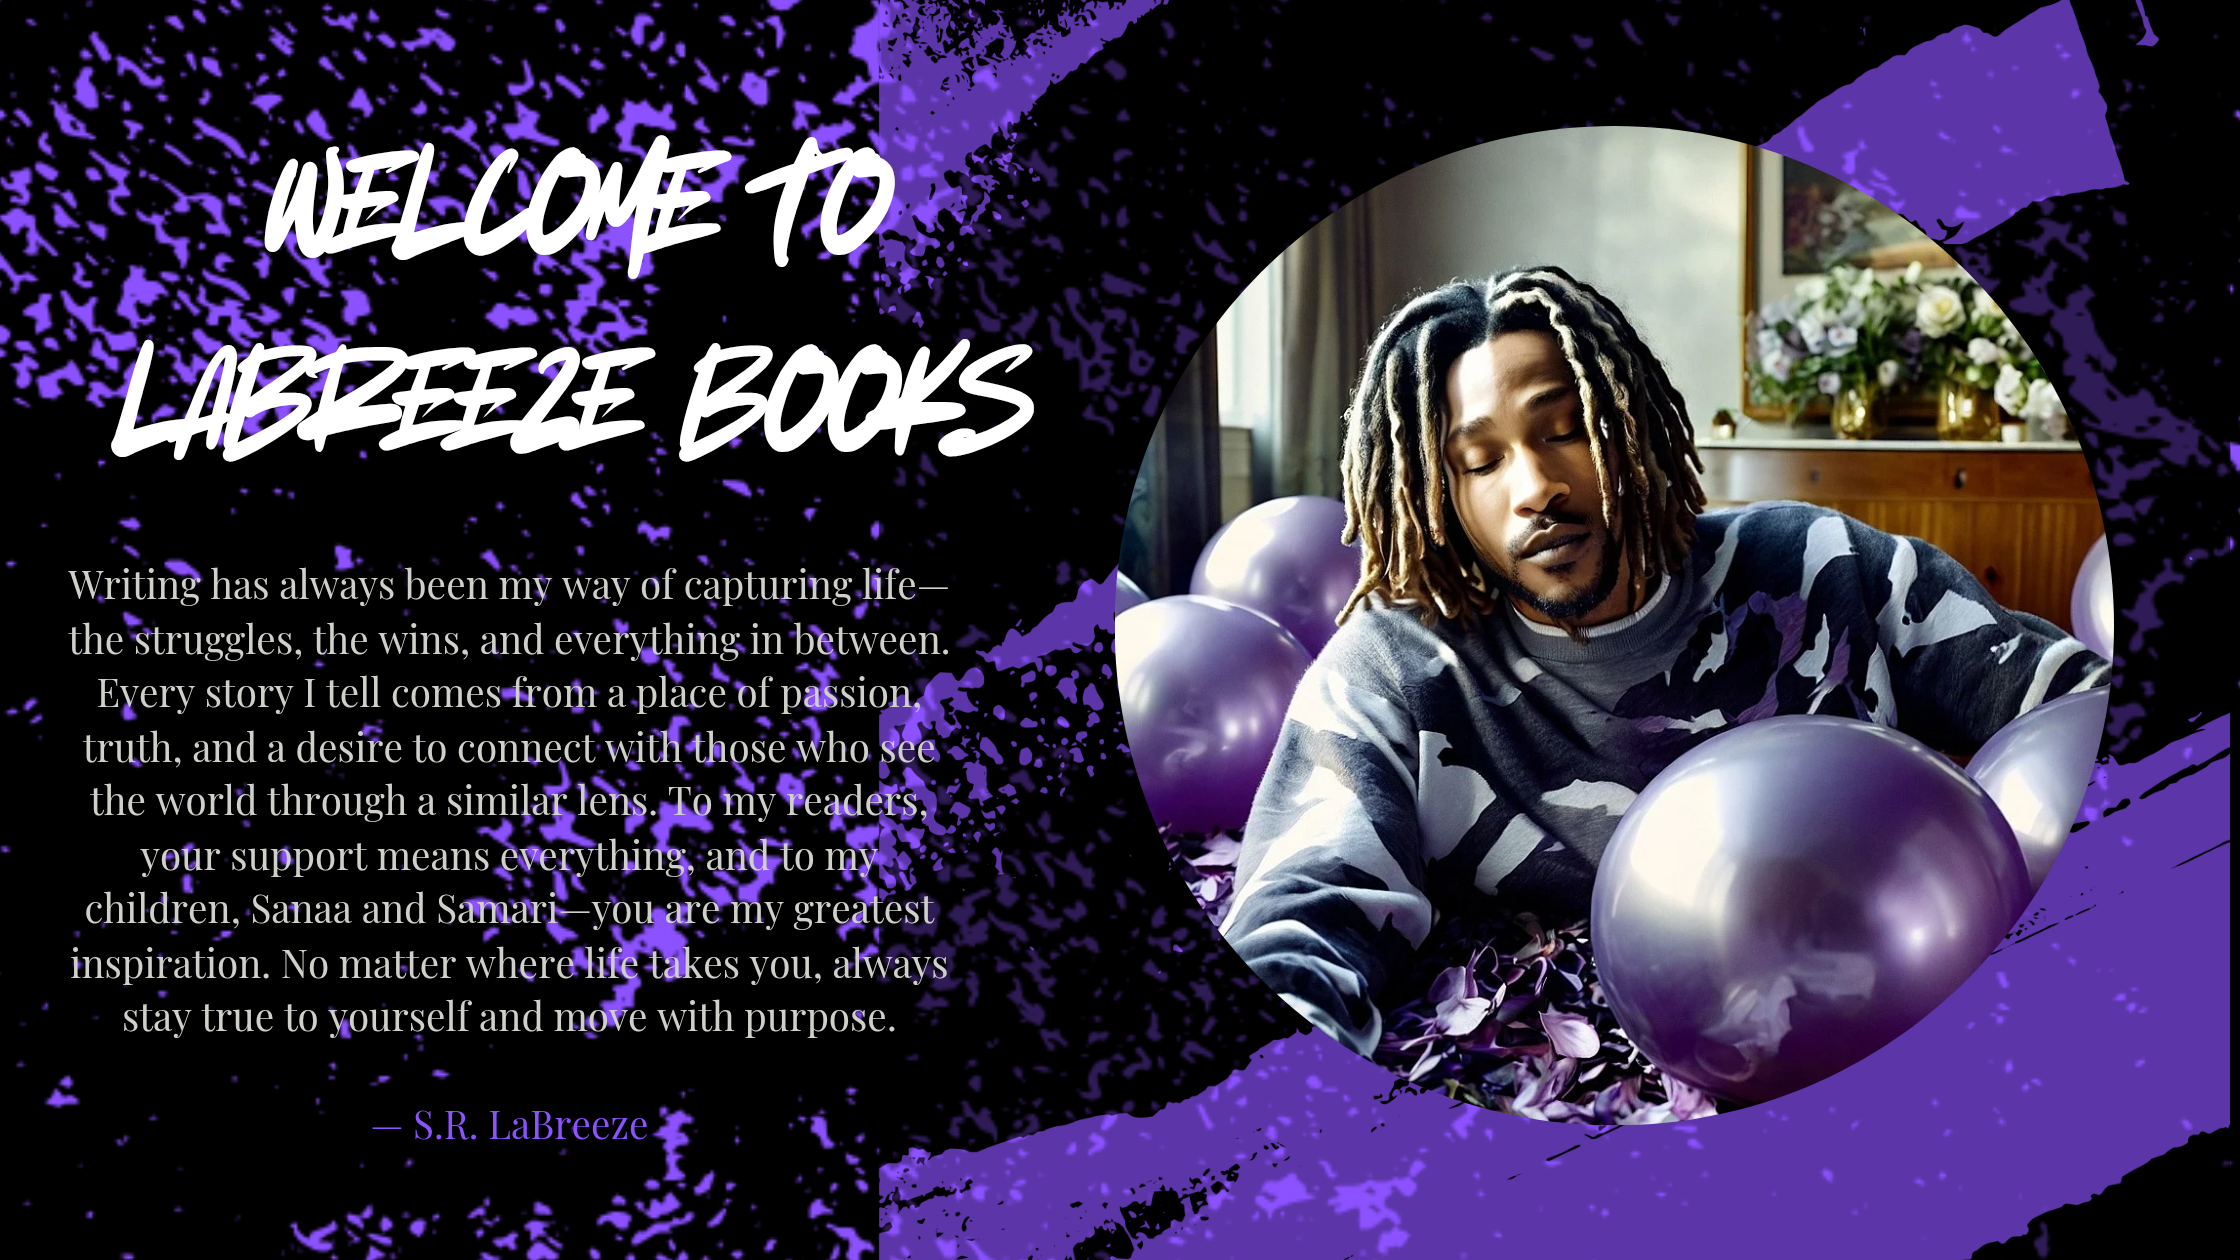 WELCOME TO
LABREEZE BOOKS
Writing has always been my way of capturing life—
the struggles, the wins, and everything in between.
Every story I tell comes from a place of passion,
truth, and a desire to connect with those who see
the world through a similar lens. To my readers,
your support means everything, and to my
children, Sanaa and Samari—you are my greatest
inspiration. No matter where life takes you, always
stay true to yourself and move with purpose.
— S.R. LaBreeze